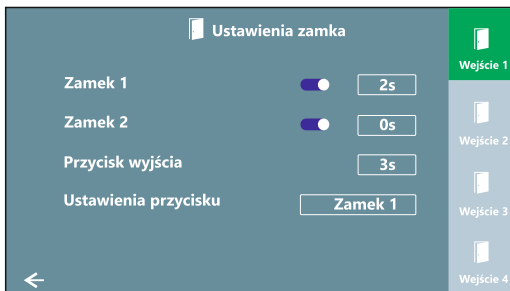 Ustawienia zamka
Zamek 1
2s
Zamek 2
0s
Przycisk wyjścia
3s
Ustawienia przycisku
Zamek 1
Wejście 1
Wejście 2
Wejście 3
Wejście 4